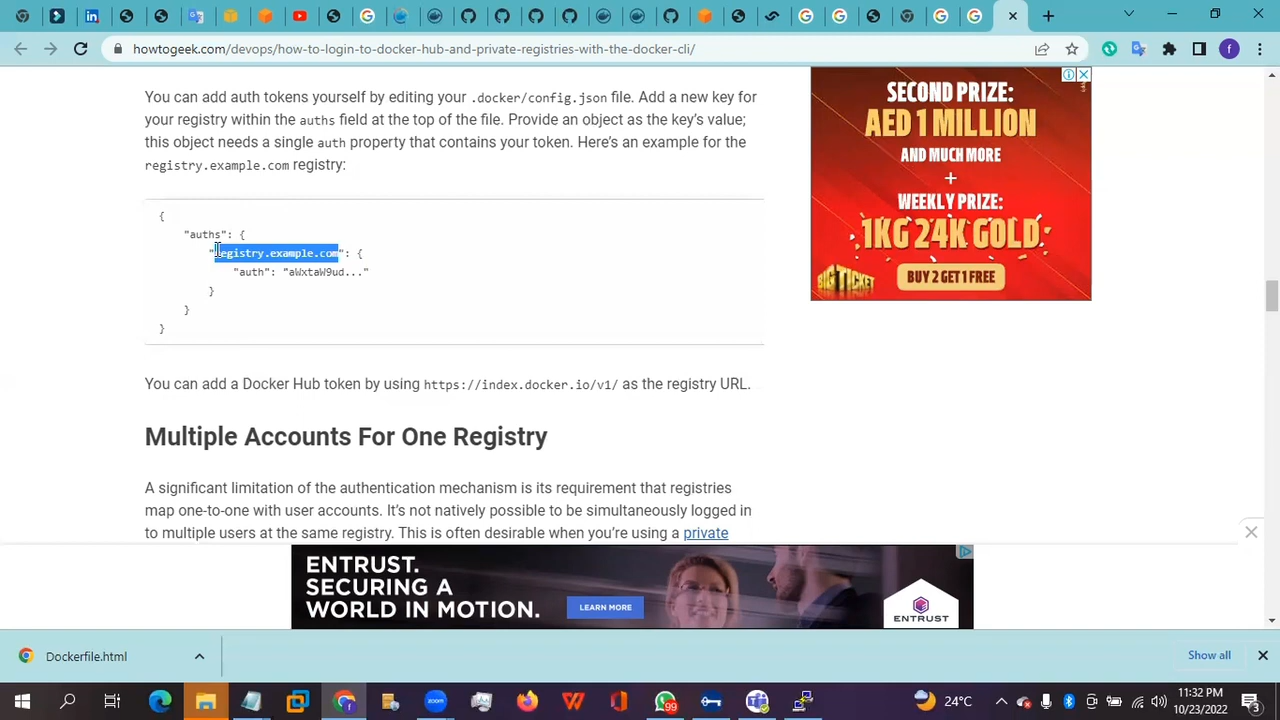 howtogeek.com/devops/how-to-login-to-docker-hub-and-private-registries-with-the-docker-cli/
You can add auth tokens yourself by editing your .docker/config.json file. Add a new key for
your registry within the auths field at the top of the file. Provide an object as the key's value;
this object needs a single auth property that contains your token. Here's an example for the
registry.example.com registry:
{
"auths": {
"registry.example.com": {
"auth": "aWxtaW9ud..."
}
}
}
You can add a Docker Hub token by using https://index.docker.io/v1/ as the registry URL.
Multiple Accounts For One Registry
A significant limitation of the authentication mechanism is its requirement that registries
map one-to-one with user accounts. It's not natively possible to be simultaneously logged in
to multiple users at the same registry. This is often desirable when you're using a private
SECOND PRIZE:
AED 1 MILLION
AND MUCH MORE
+
WEEKLY PRIZE:
1KG 24K GOLD
BIG TICKET
BUY 2 GET 1 FREE
ENTRUST.
SECURING A
WORLD IN MOTION.
LEARN MORE
ENTRUST
Dockerfile.html
Show all
zoom
99
24°C
11:32 PM
10/23/2022
3